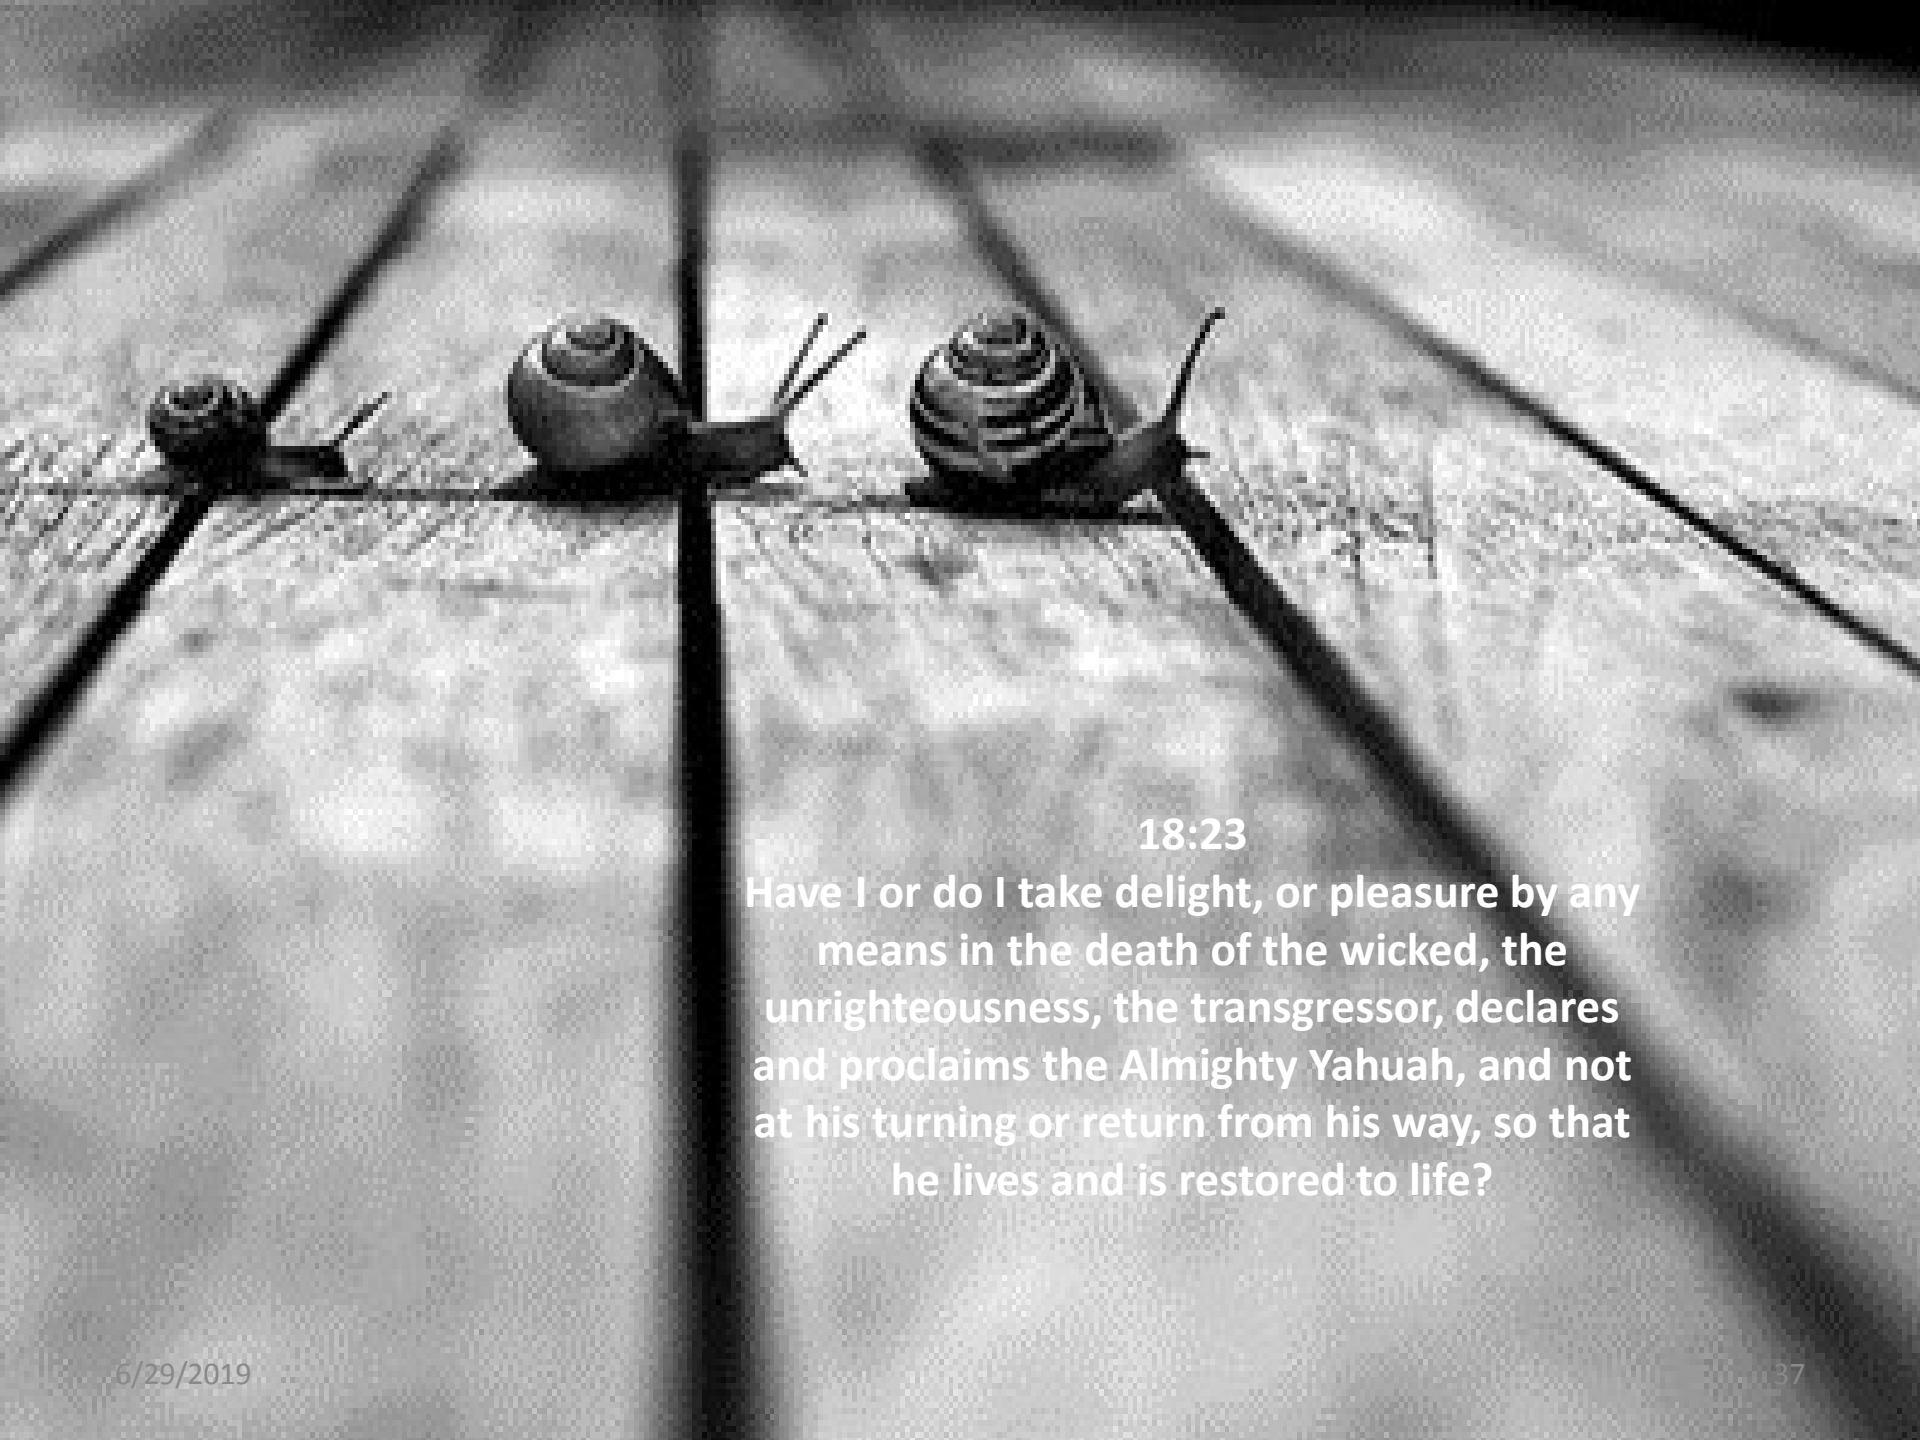 18:23
Have I or do I take delight, or pleasure by any
means in the death of the wicked, the
unrighteousness, the transgressor, declares
and proclaims the Almighty Yahuah, and not
at his turning or return from his way, so that
he lives and is restored to life?
6/29/2019
37